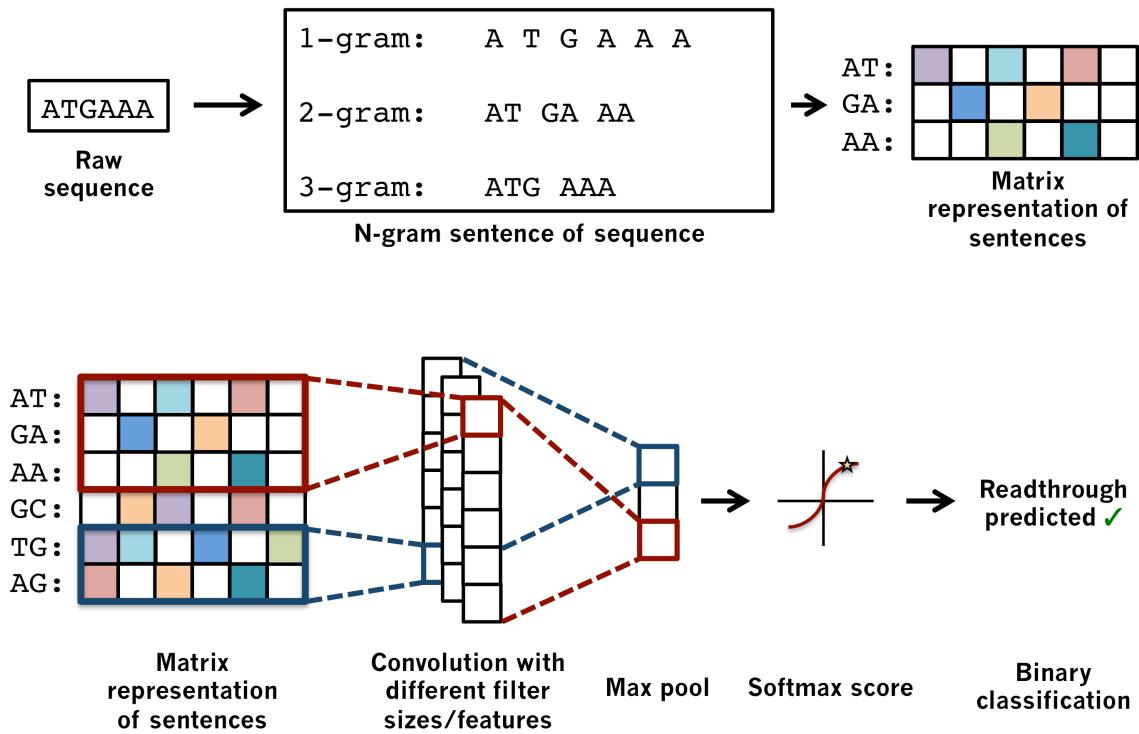 1-gram: A T G A A A
2-gram: AT GA AA
3-gram: ATG AAA
ATGAAA
Raw
sequence
N-gram sentence of sequence
AT:
GA:
AA:
Matrix
representation of
sentences
AT:
GA:
AA:
GC:
TG:
AG:
Readthrough
predicted ✓
Matrix
representation
of sentences
Convolution with
different filter
sizes/features
Max pool
Softmax score
Binary
classification